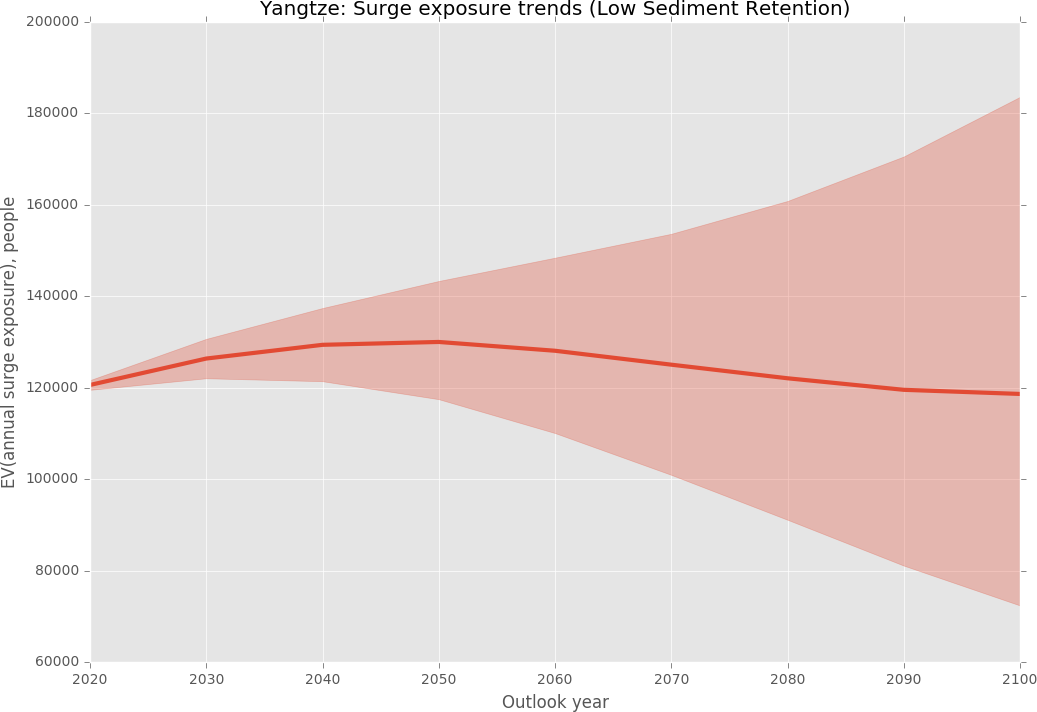 Yangtze: Surge exposure trends (Low Sediment Retention)
EV(annual surge exposure), people
200000
180000
160000
140000
120000
100000
80000
60000
2020 2030 2040 2050 2060 2070 2080 2090 2100
Outlook year